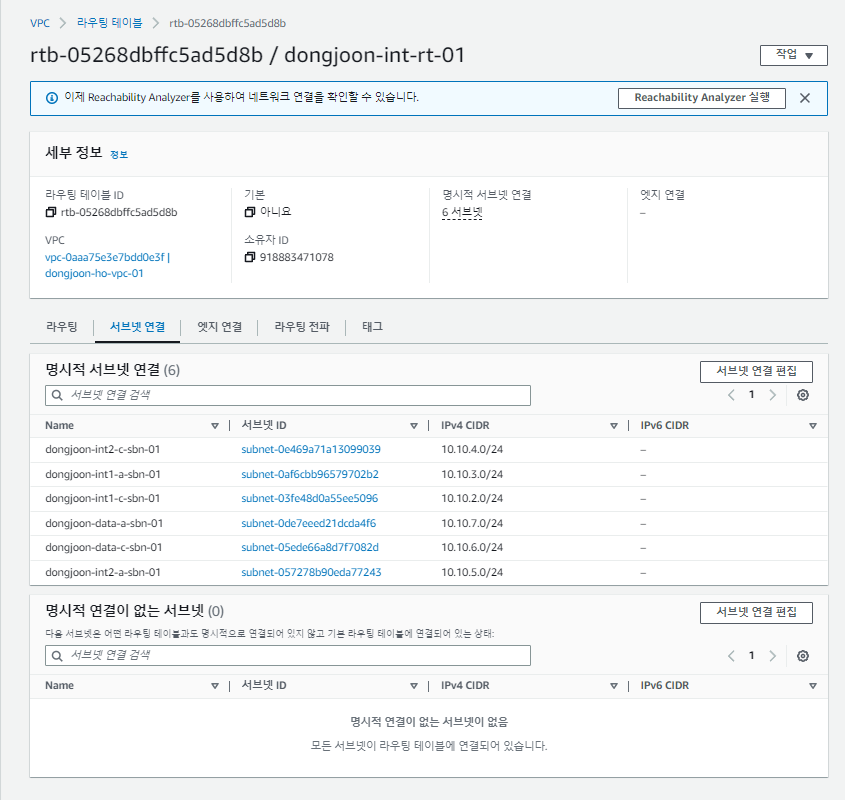 VPC > 라우팅 테이블 > rtb-05268dbffc5ad5d8b
rtb-05268dbffc5ad5d8b / dongjoon-int-rt-01
작업
이제 Reachability Analyzer를 사용하여 네트워크 연결을 확인할 수 있습니다.
Reachability Analyzer 실행
세부 정보 정보
라우팅 테이블 ID
rtb-05268dbffc5ad5d8b
기본
아니요
명시적 서브넷 연결
6 서브넷
엣지 연결
–
VPC
vpc-0aaa75e3e7bdd0e3f |
dongjoon-ho-vpc-01
소유자 ID
918883471078
라우팅 서브넷 연결 엣지 연결 라우팅 전파 태그
명시적 서브넷 연결 (6)
서브넷 연결 편집
서브넷 연결 검색
1
Name 서브넷 ID IPv4 CIDR IPv6 CIDR
dongjoon-int2-c-sbn-01 subnet-0e469a71a13099039 10.10.4.0/24 –
dongjoon-int1-a-sbn-01 subnet-0af6cbb96579702b2 10.10.3.0/24 –
dongjoon-int1-c-sbn-01 subnet-03fe48d0a55ee5096 10.10.2.0/24 –
dongjoon-data-a-sbn-01 subnet-0de7eeed21dcda4f6 10.10.7.0/24 –
dongjoon-data-c-sbn-01 subnet-05ede66a8d7f7082d 10.10.6.0/24 –
dongjoon-int2-a-sbn-01 subnet-057278b90eda77243 10.10.5.0/24 –
명시적 연결이 없는 서브넷 (0)
서브넷 연결 편집
다음 서브넷은 어떤 라우팅 테이블과도 명시적으로 연결되어 있지 않고 기본 라우팅 테이블에 연결되어 있는 상태:
서브넷 연결 검색
1
Name 서브넷 ID IPv4 CIDR IPv6 CIDR
명시적 연결이 없는 서브넷이 없음
모든 서브넷이 라우팅 테이블에 연결되어 있습니다.